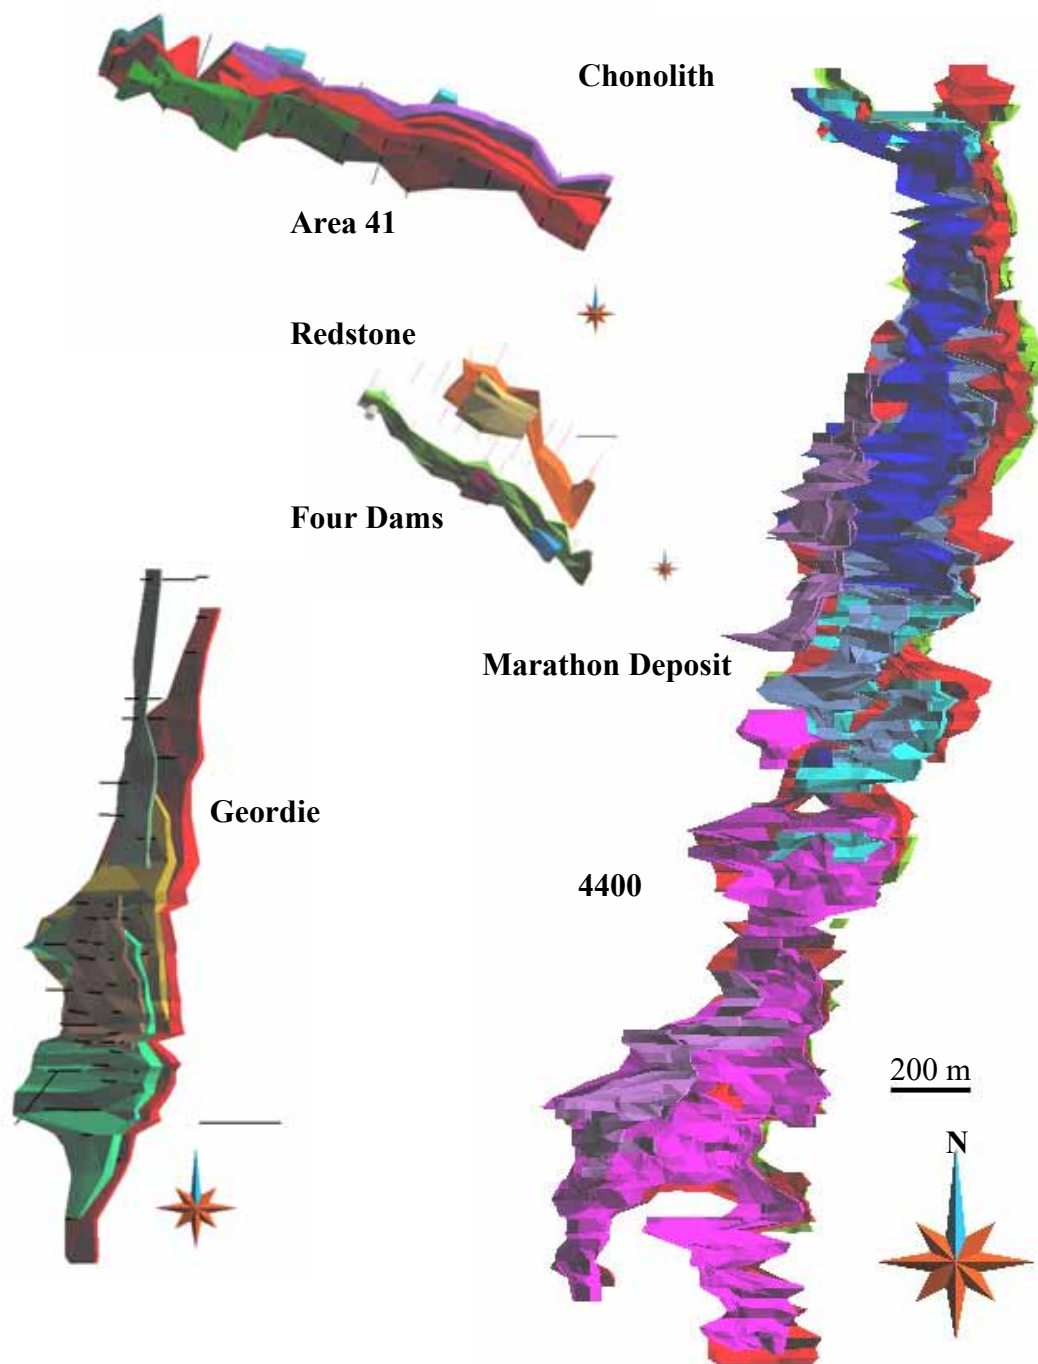 Chonolith
Area 41
Redstone
Four Dams
Marathon Deposit
Geordie
4400
200 m
N